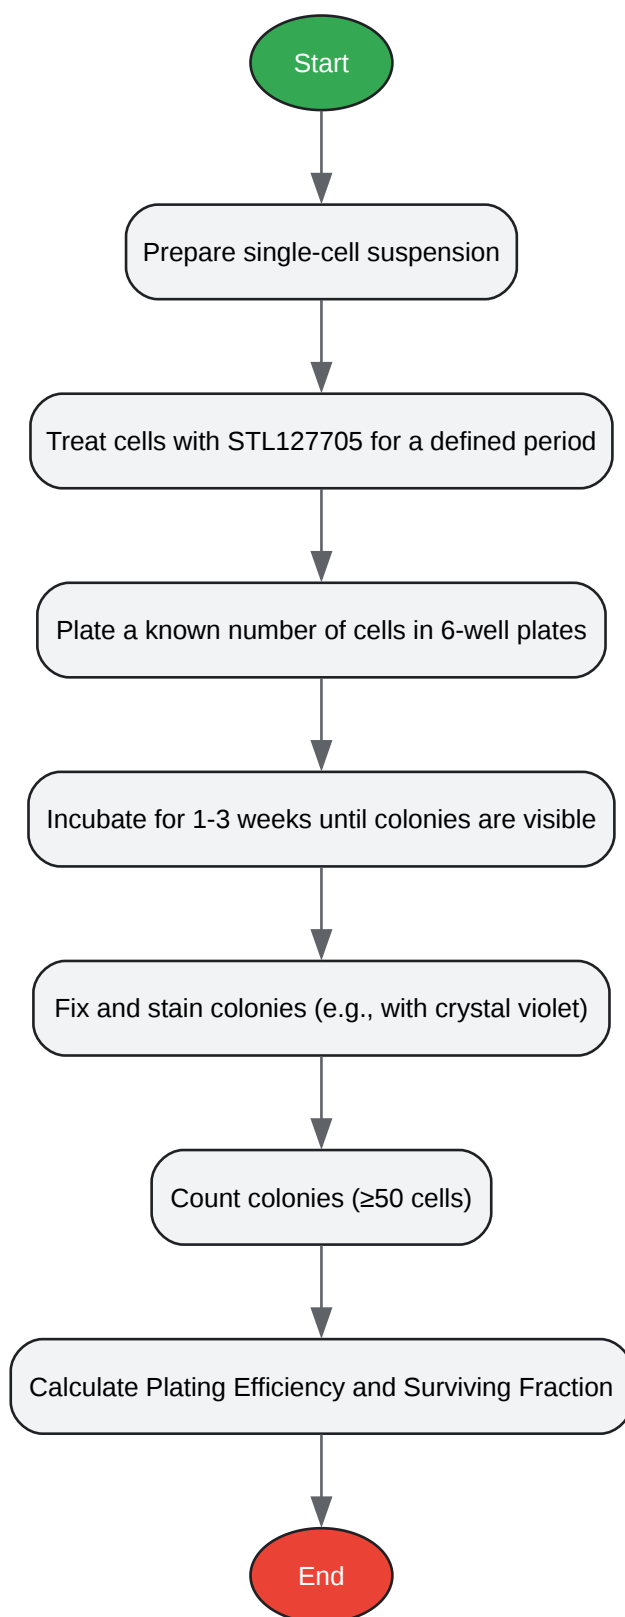 Start
Prepare single-cell suspension
Treat cells with STL127705 for a defined period
Plate a known number of cells in 6-well plates
Incubate for 1-3 weeks until colonies are visible
Fix and stain colonies (e.g., with crystal violet)
Count colonies (≥50 cells)
Calculate Plating Efficiency and Surviving Fraction
End